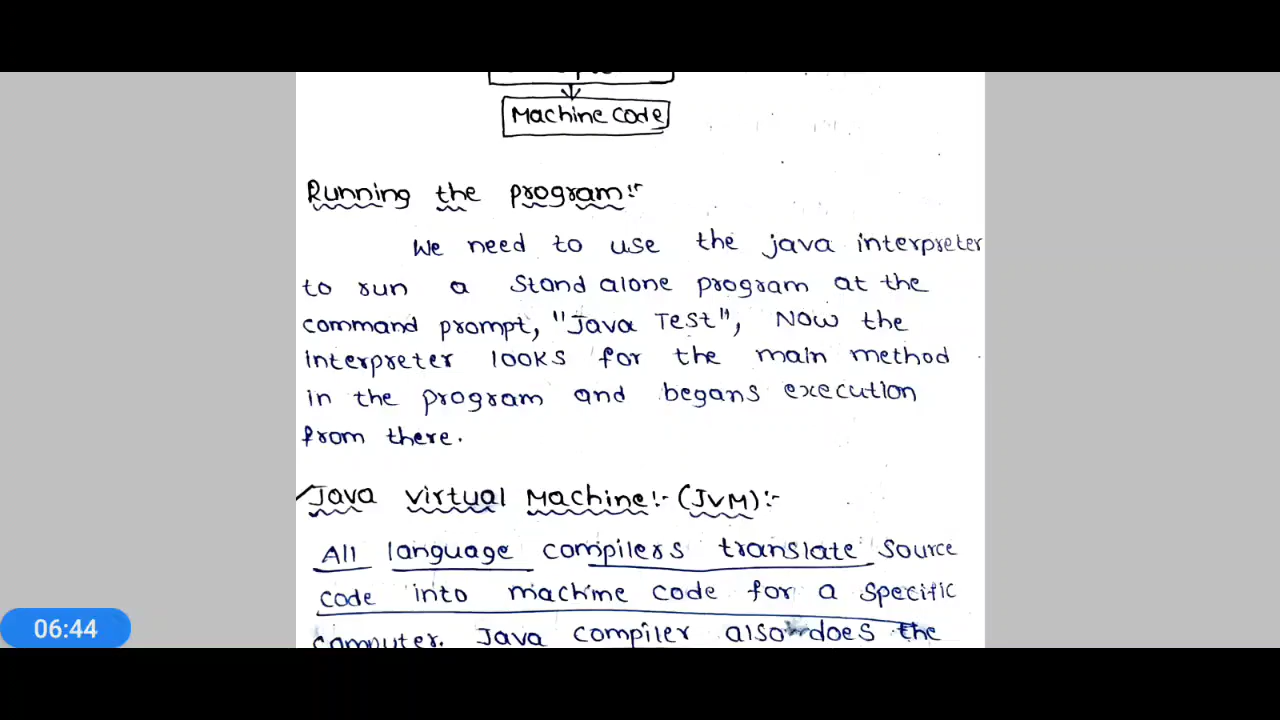 Machine code
Running the program:-
We need to use the java interpreter
to run a stand alone program at the
command prompt, "Java Test", Now the
interpreter looks for the main method
in the program and begans execution
from there.
Java virtual Machine:- (JVM):-
All language compilers translate source
code into machine code for a specific
computer. Java compiler also does the
06:44